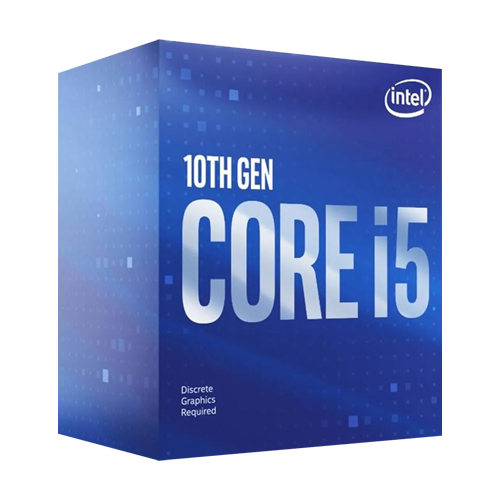 intel
10TH GEN
CORE i5
Discrete
Graphics
Required